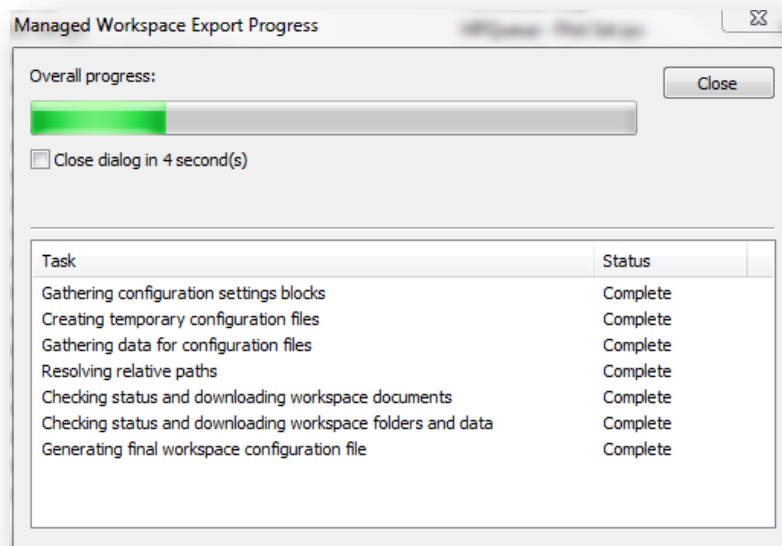 Managed Workspace Export Progress
Overall progress:
Close
Close dialog in 4 second(s)
Task Status
Gathering configuration settings blocks Complete
Creating temporary configuration files Complete
Gathering data for configuration files Complete
Resolving relative paths Complete
Checking status and downloading workspace documents Complete
Checking status and downloading workspace folders and data Complete
Generating final workspace configuration file Complete